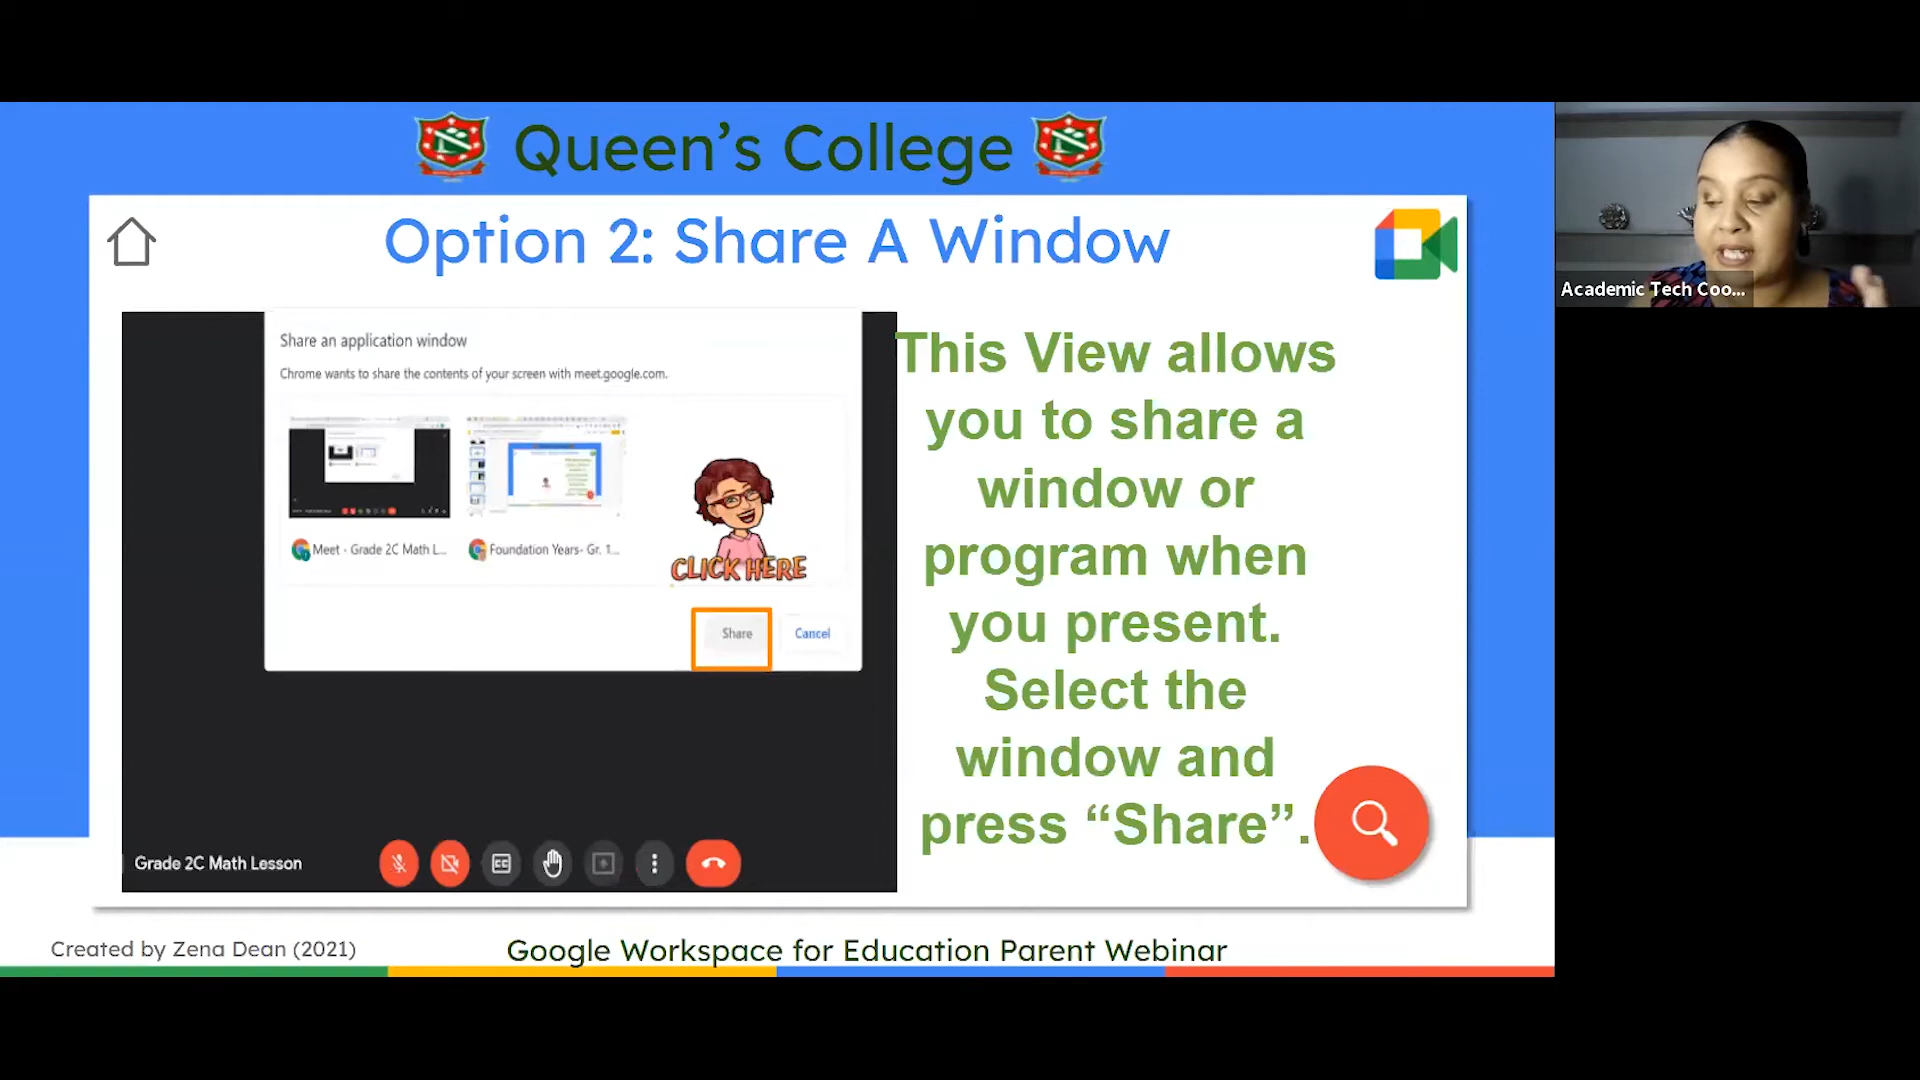 Queen’s College
Option 2: Share A Window
Share an application window
Chrome wants to share the contents of your screen with meet.google.com.
Meet - Grade 2C Math L...
Foundation Years- Gr. 1...
CLICK HERE
Share
Cancel
CC
Grade 2C Math Lesson
This View allows
you to share a
window or
program when
you present.
Select the
window and
press “Share”.
Academic Tech Coo...
Created by Zena Dean (2021)
Google Workspace for Education Parent Webinar